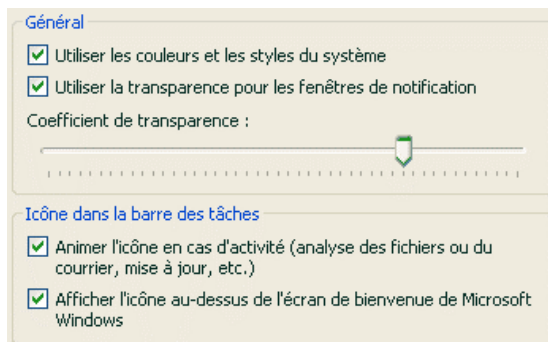 Général
Utiliser les couleurs et les styles du système
Utiliser la transparence pour les fenêtres de notification
Coefficient de transparence :
Icône dans la barre des tâches
Animer l'icône en cas d'activité (analyse des fichiers ou du
courrier, mise à jour, etc.)
Afficher l'icône au-dessus de l'écran de bienvenue de Microsoft
Windows